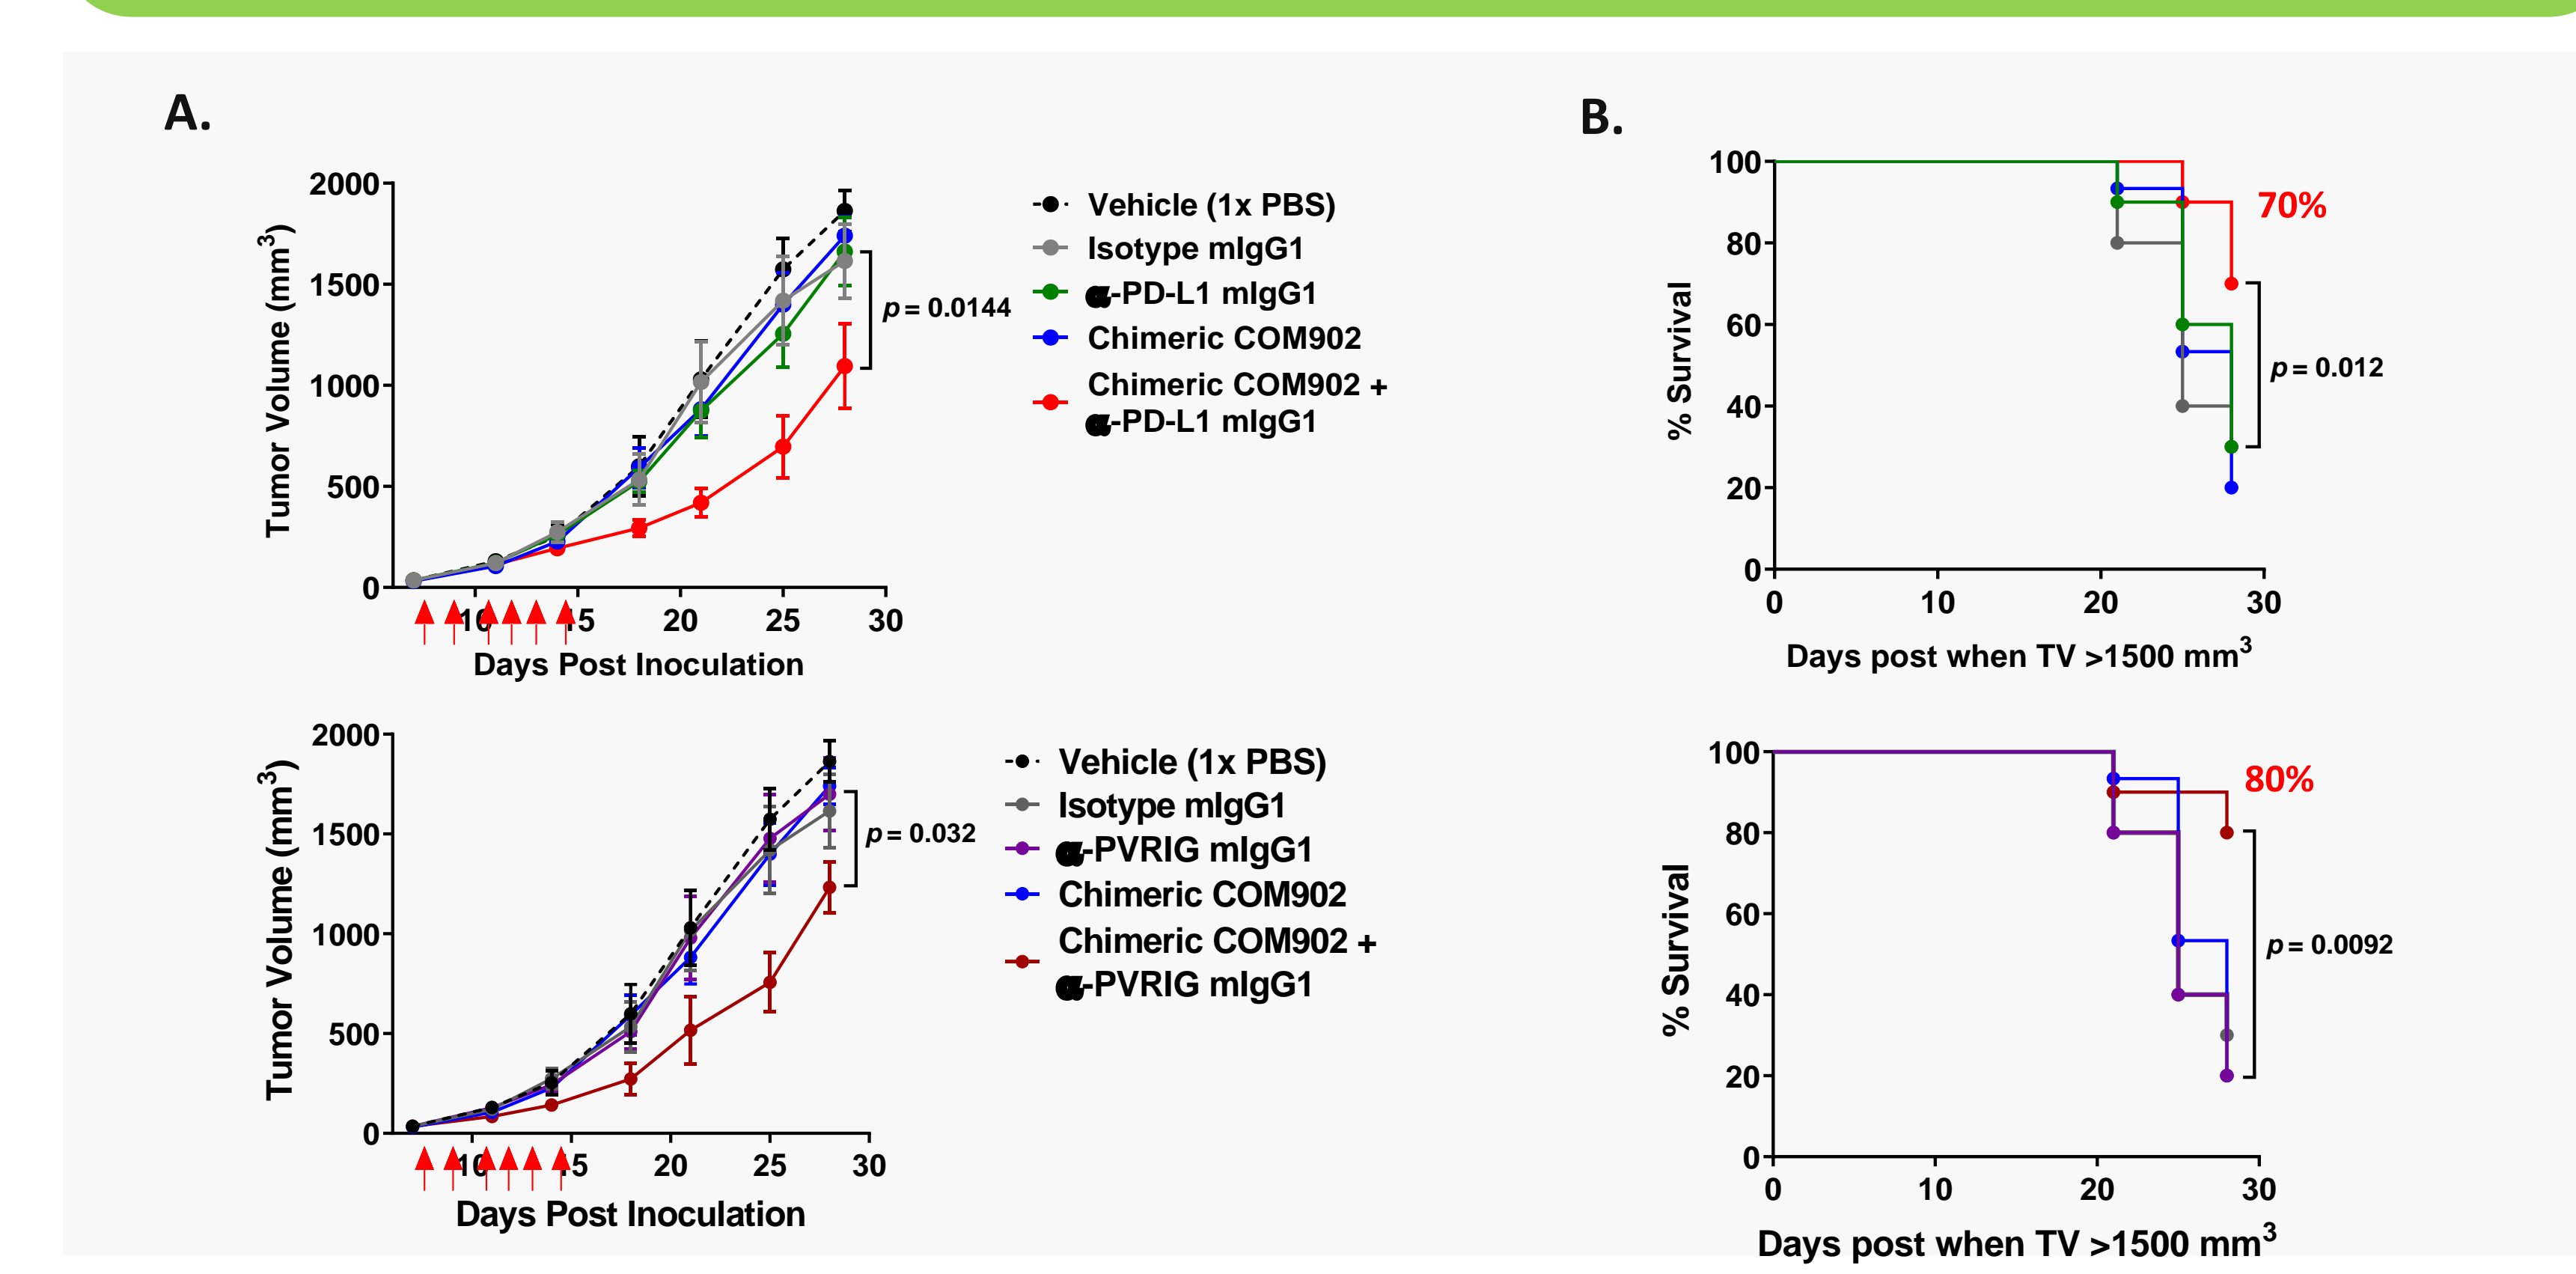 A.
2000
1500
1000
500
0
Tumor Volume (mm³)
10 15 20 25 30
Days Post Inoculation
p = 0.0144
Vehicle (1x PBS)
Isotype mIgG1
α-PD-L1 mIgG1
Chimeric COM902
Chimeric COM902 +
α-PD-L1 mIgG1
B.
100
80
60
40
20
0
% Survival
0 10 20 30
Days post when TV >1500 mm³
70%
p = 0.012
2000
1500
1000
500
0
Tumor Volume (mm³)
10 15 20 25 30
Days Post Inoculation
p = 0.032
Vehicle (1x PBS)
Isotype mIgG1
α-PVRIG mIgG1
Chimeric COM902
Chimeric COM902 +
α-PVRIG mIgG1
100
80
60
40
20
0
% Survival
0 10 20 30
Days post when TV >1500 mm³
80%
p = 0.0092